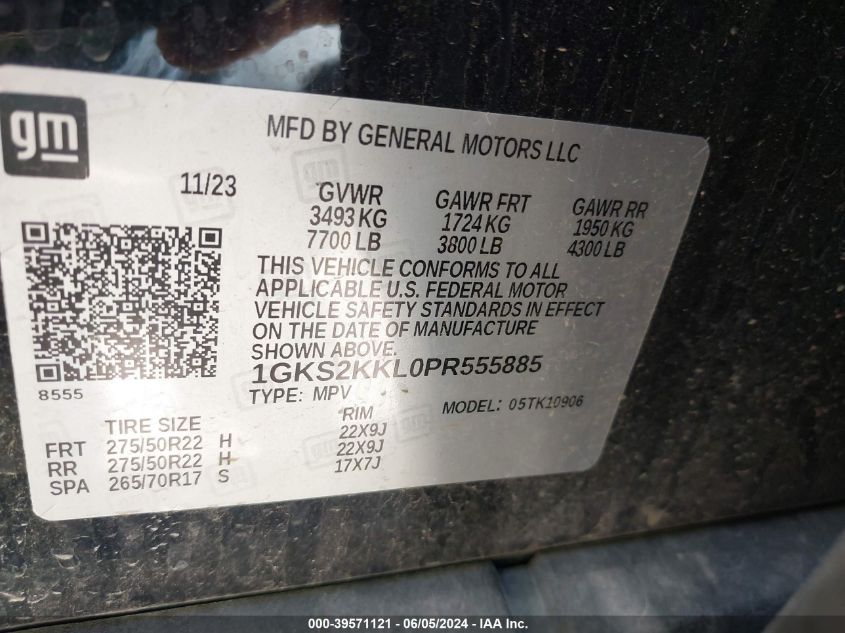 gm
MFD BY GENERAL MOTORS LLC
11/23
GVWR GAWR FRT GAWR RR
3493 KG 1724 KG 1950 KG
7700 LB 3800 LB 4300 LB
THIS VEHICLE CONFORMS TO ALL
APPLICABLE U.S. FEDERAL MOTOR
VEHICLE SAFETY STANDARDS IN EFFECT
ON THE DATE OF MANUFACTURE
SHOWN ABOVE.
1GKS2KKL0PR555885
8555
TYPE: MPV MODEL: 05TK10906
TIRE SIZE RIM
FRT 275/50R22 H 22X9J
RR 275/50R22 H 22X9J
SPA 265/70R17 S 17X7J
000-39571121 - 06/05/2024 - IAA Inc.